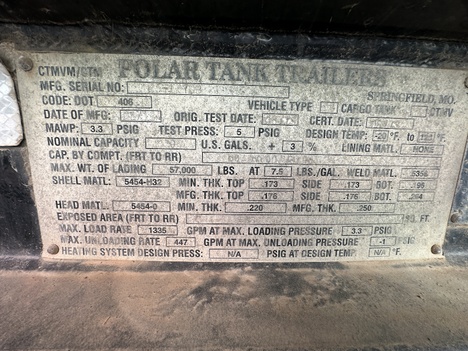 CTMVM/CTM POLAR TANK TRAILERS
MFG. SERIAL NO: SPRINGFIELD, MO.
CODE: DOT 406 VEHICLE TYPE CARGO TANK CTMV
DATE OF MFG. ORIG. TEST DATE: CERT. DATE
MAWP: 3.3 PSIG TEST PRESS: 5 PSIG DESIGN TEMP: -20 °F. TO °F.
NOMINAL CAPACITY U.S. GALS. + 3 % LINING MATL: NONE
CAP. BY COMPT. (FRT TO RR)
MAX. WT. OF LADING 57,000 LBS. AT LBS./GAL. WELD MATL: 5356
SHELL MATL: 5454-H32 MIN. THK. TOP .173 SIDE .173 BOT.
MFG. THK. TOP .176 SIDE .176 BOT.
HEAD MATL: 5454-0 MIN. THK. .220 MFG. THK. .250
EXPOSED AREA (FRT TO RR) SQ. FT.
MAX. LOAD RATE 1335 GPM AT MAX. LOADING PRESSURE 3.3 PSIG
MAX. UNLOADING RATE 447 GPM AT MAX. UNLOADING PRESSURE -1 PSIG
HEATING SYSTEM DESIGN PRESS: N/A PSIG AT DESIGN TEMP N/A °F.